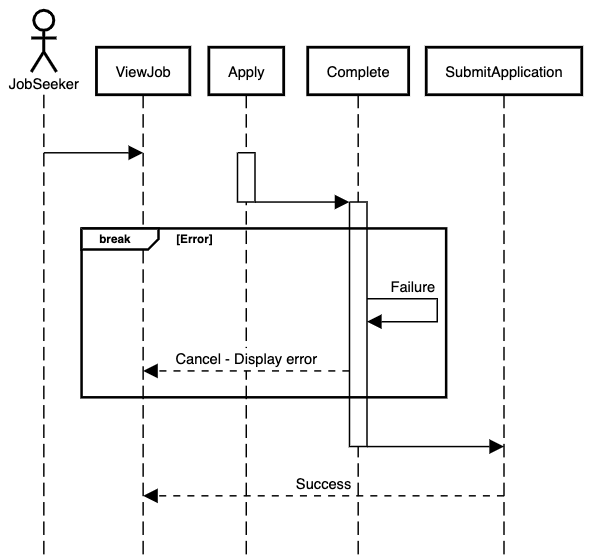 JobSeeker
ViewJob
Apply
Complete
SubmitApplication
break
[Error]
Failure
Cancel - Display error
Success